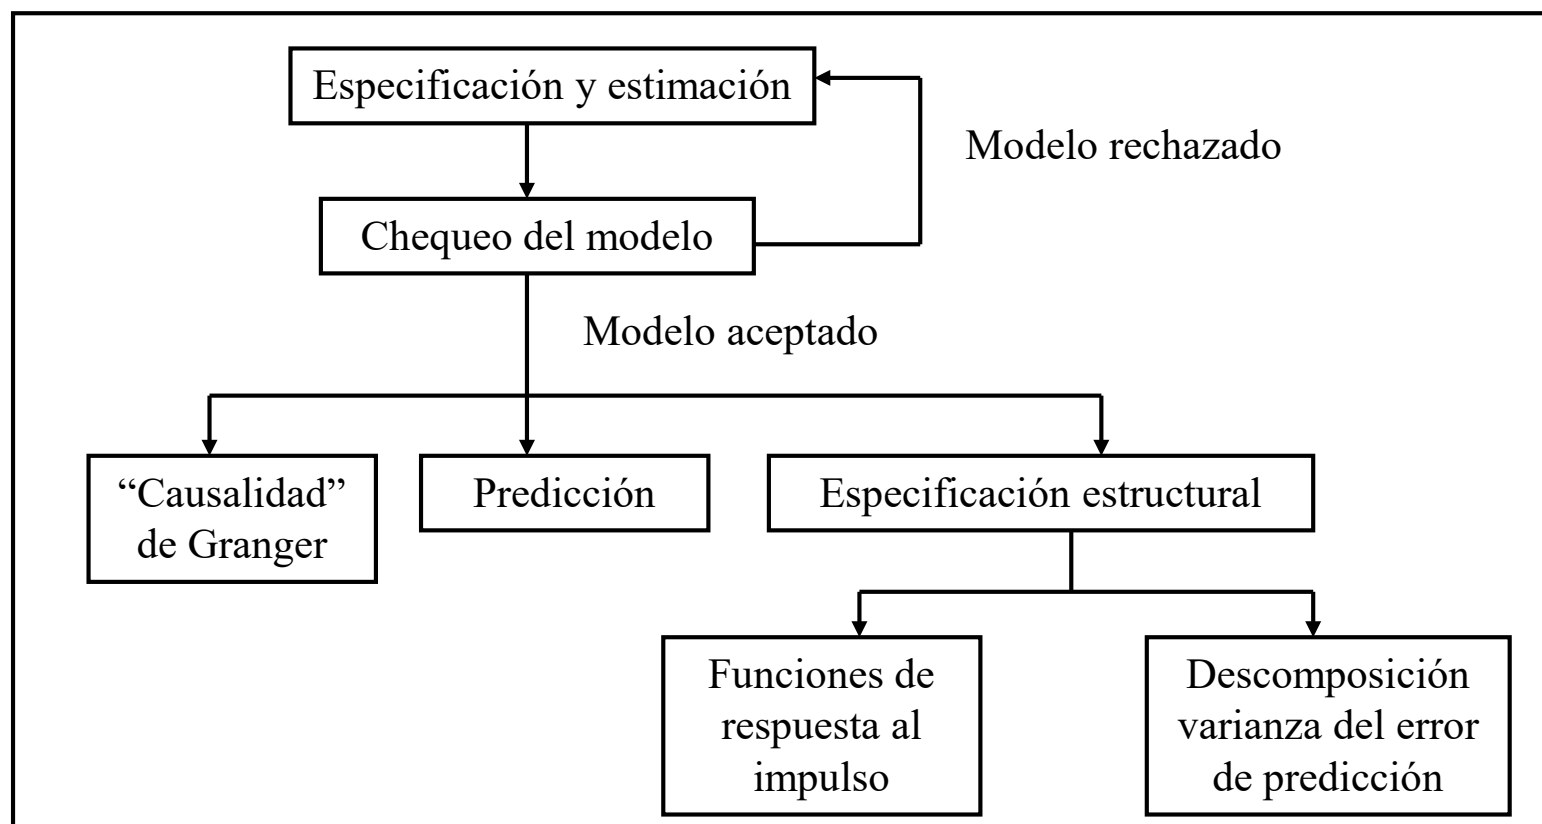 Especificación y estimación
Modelo rechazado
Chequeo del modelo
Modelo aceptado
“Causalidad”
de Granger
Predicción
Especificación estructural
Funciones de
respuesta al
impulso
Descomposición
varianza del error
de predicción